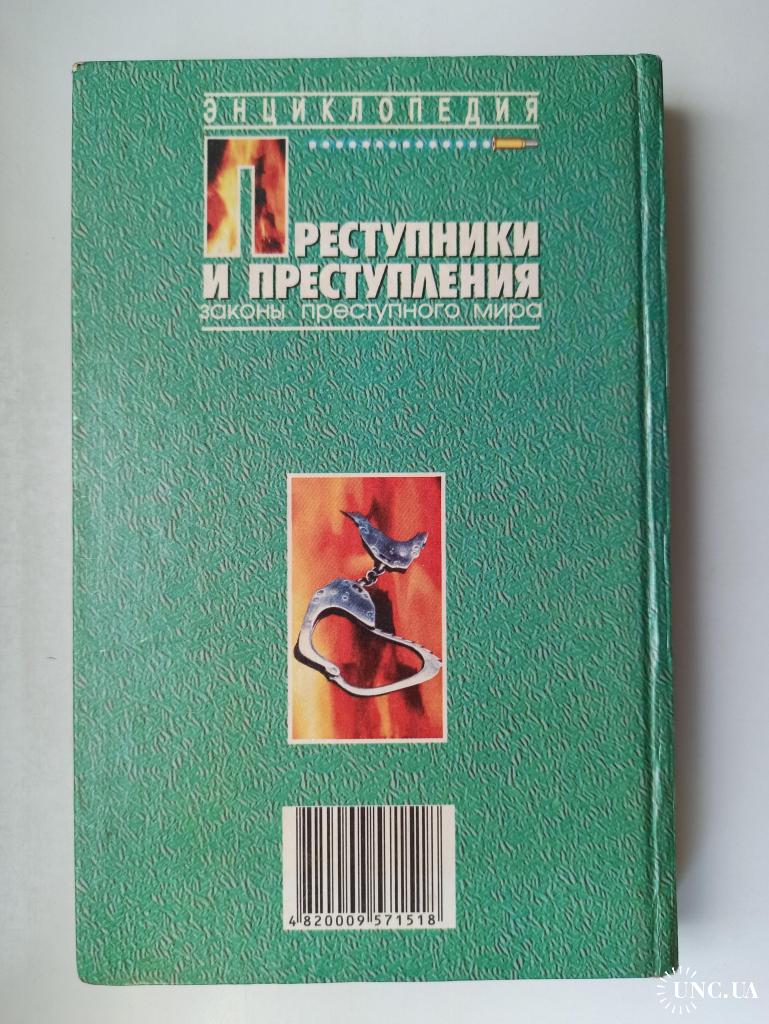 ЭНЦИКЛОПЕДИЯ
ПРЕСТУПНИКИ
И ПРЕСТУПЛЕНИЯ
законы преступного мира
4 820009 571518
UNC.UA